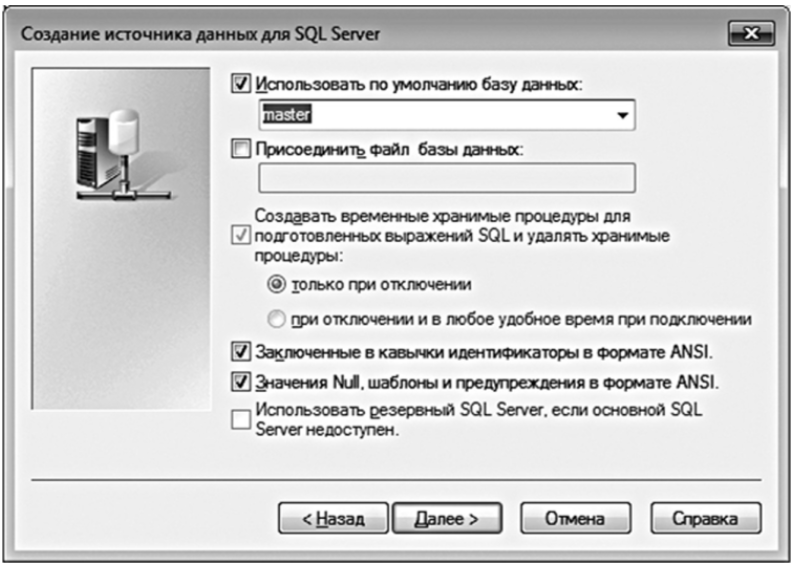 Создание источника данных для SQL Server
Использовать по умолчанию базу данных:
master
Присоединить файл базы данных:
Создавать временные хранимые процедуры для
подготовленных выражений SQL и удалять хранимые
процедуры:
только при отключении
при отключении и в любое удобное время при подключении
Заключенные в кавычки идентификаторы в формате ANSI.
Значения Null, шаблоны и предупреждения в формате ANSI.
Использовать резервный SQL Server, если основной SQL
Server недоступен.
< Назад Далее > Отмена Справка